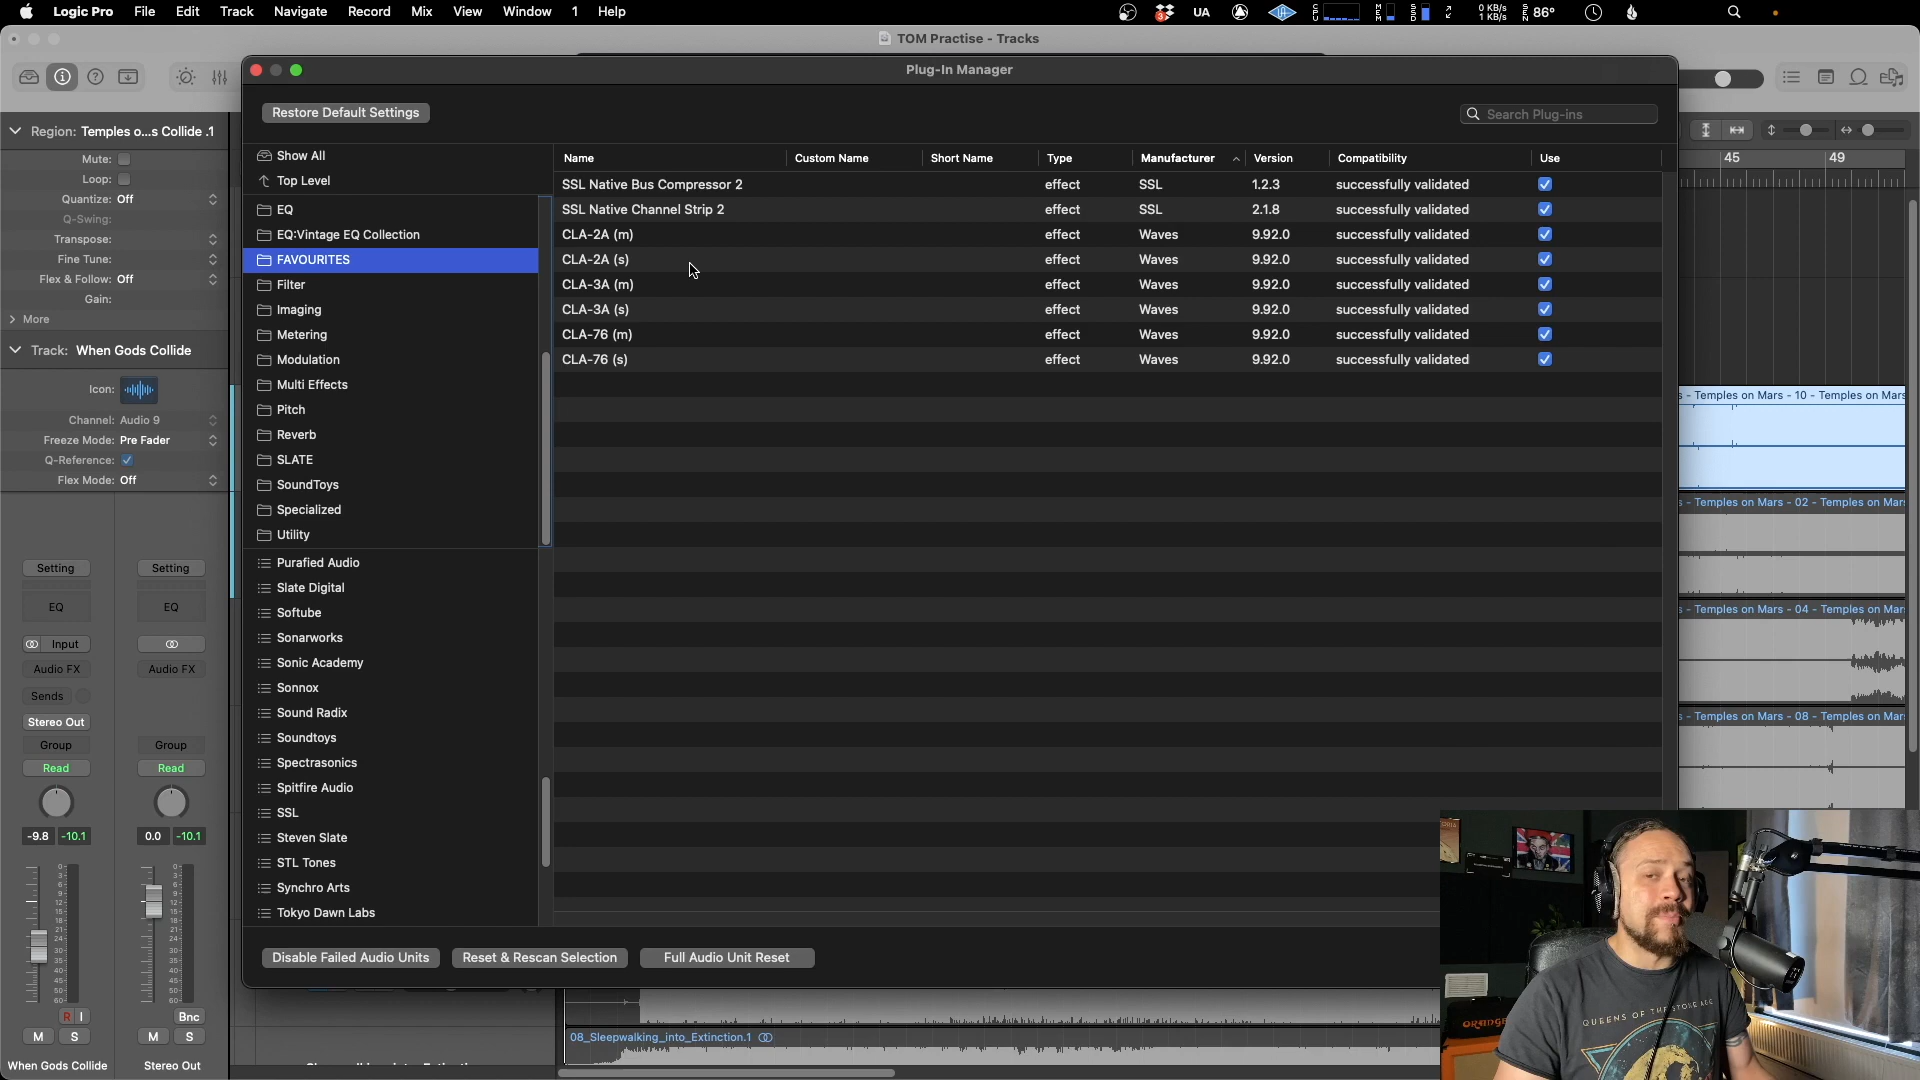 Logic Pro File Edit Track Navigate Record Mix View Window 1 Help
3 UA CPU MEM SSD 0 KB/s 1 KB/s SEN 86°
TOM Practise - Tracks
Plug-In Manager
Restore Default Settings
Search Plug-ins
Region: Temples o...s Collide .1
Mute:
Loop:
Quantize: Off
Q-Swing:
Transpose:
Fine Tune:
Flex & Follow: Off
Gain:
More
Track: When Gods Collide
Icon:
Channel: Audio 9
Freeze Mode: Pre Fader
Q-Reference:
Flex Mode: Off
Show All
Top Level
EQ
EQ:Vintage EQ Collection
FAVOURITES
Filter
Imaging
Metering
Modulation
Multi Effects
Pitch
Reverb
SLATE
SoundToys
Specialized
Utility
Purafied Audio
Slate Digital
Softube
Sonarworks
Sonic Academy
Sonnox
Sound Radix
Soundtoys
Spectrasonics
Spitfire Audio
SSL
Steven Slate
STL Tones
Synchro Arts
Tokyo Dawn Labs
Name Custom Name Short Name Type Manufacturer Version Compatibility Use
SSL Native Bus Compressor 2 effect SSL 1.2.3 successfully validated
SSL Native Channel Strip 2 effect SSL 2.1.8 successfully validated
CLA-2A (m) effect Waves 9.92.0 successfully validated
CLA-2A (s) effect Waves 9.92.0 successfully validated
CLA-3A (m) effect Waves 9.92.0 successfully validated
CLA-3A (s) effect Waves 9.92.0 successfully validated
CLA-76 (m) effect Waves 9.92.0 successfully validated
CLA-76 (s) effect Waves 9.92.0 successfully validated
Disable Failed Audio Units Reset & Rescan Selection Full Audio Unit Reset
45 49
s - Temples on Mars - 10 - Temples on Mars
s - Temples on Mars - 02 - Temples on Mar
s - Temples on Mars - 04 - Temples on Mar
s - Temples on Mars - 08 - Temples on Mar
Setting Setting
EQ EQ
Input
Audio FX Audio FX
Sends
Stereo Out
Group Group
Read Read
-9.8 -10.1 0.0 -10.1
R I Bnc
M S M S
When Gods Collide Stereo Out
08_Sleepwalking_into_Extinction.1
QUEENS OF THE STONE AGE